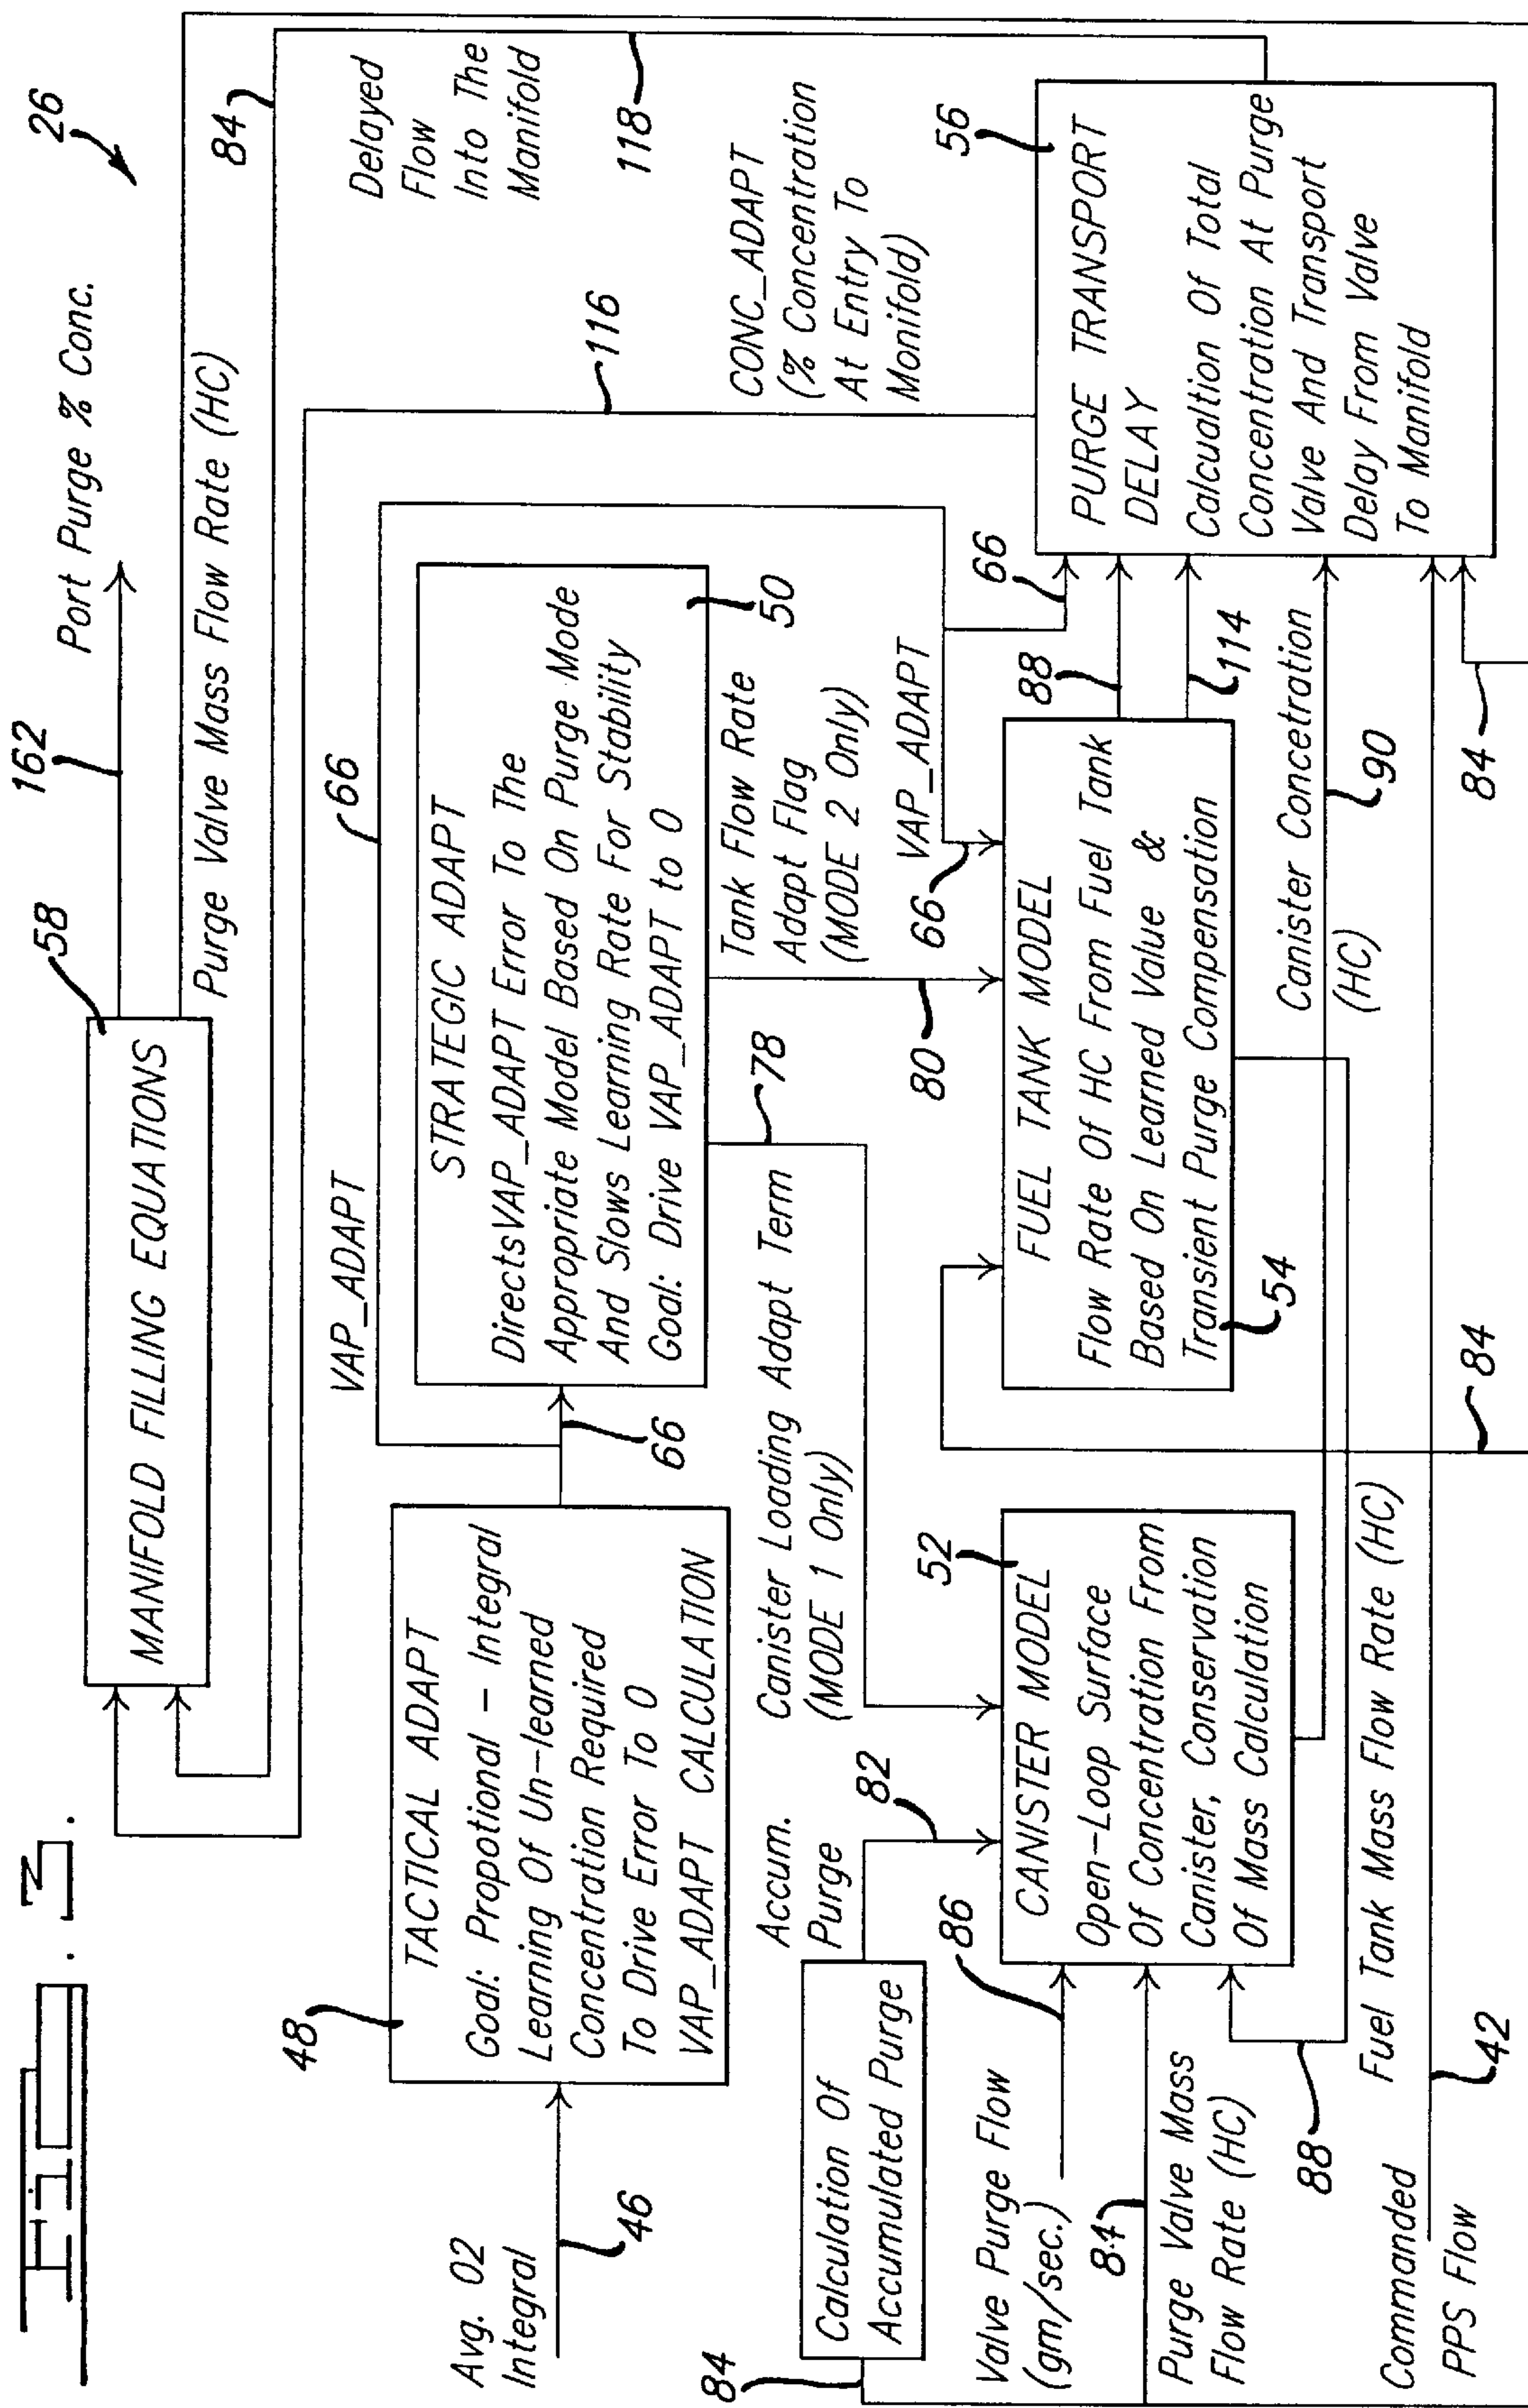 FIG. 3.
26
162
Port Purge % Conc.
58
MANIFOLD FILLING EQUATIONS
Purge Valve Mass Flow Rate (HC)
84
66
VAP_ADAPT
116
118
Delayed
Flow
Into The
Manifold
CONC_ADAPT
(% Concentration
At Entry To
Monifold)
48
TACTICAL ADAPT
Goal: Propotional - Integral
Learning Of Un-learned
Concentration Required
To Drive Error To 0
VAP_ADAPT CALCULATION
Avg. O2
Integral
46
66
STRATEGIC ADAPT
DirectsVAP_ADAPT Error To The
Appropriate Model Based On Purge Mode
And Slows Learning Rate For Stability
Goal: Drive VAP_ADAPT to 0
50
Canister Loading Adapt Term
(MODE 1 Only)
78
Tank Flow Rate
Adapt Flag
(MODE 2 Only)
80
VAP_ADAPT
66
66
84
Calculation Of
Accumulated Purge
Accum.
Purge
82
Valve Purge Flow
(gm/sec.)
86
84
Purge Valve Mass
Flow Rate (HC)
88
52
CANISTER MODEL
Open-Loop Surface
Of Concentration From
Canister, Conservation
Of Mass Calculation
FUEL TANK MODEL
Flow Rate Of HC From Fuel Tank
Based On Learned Value &
Transient Purge Compensation
54
88
114
Canister Concetration
(HC)
90
56
PURGE TRANSPORT
DELAY
Calcualtion Of Total
Concentration At Purge
Valve And Transport
Delay From Valve
To Manifold
Fuel Tank Mass Flow Rate (HC)
Commanded
PPS Flow
42
84
84